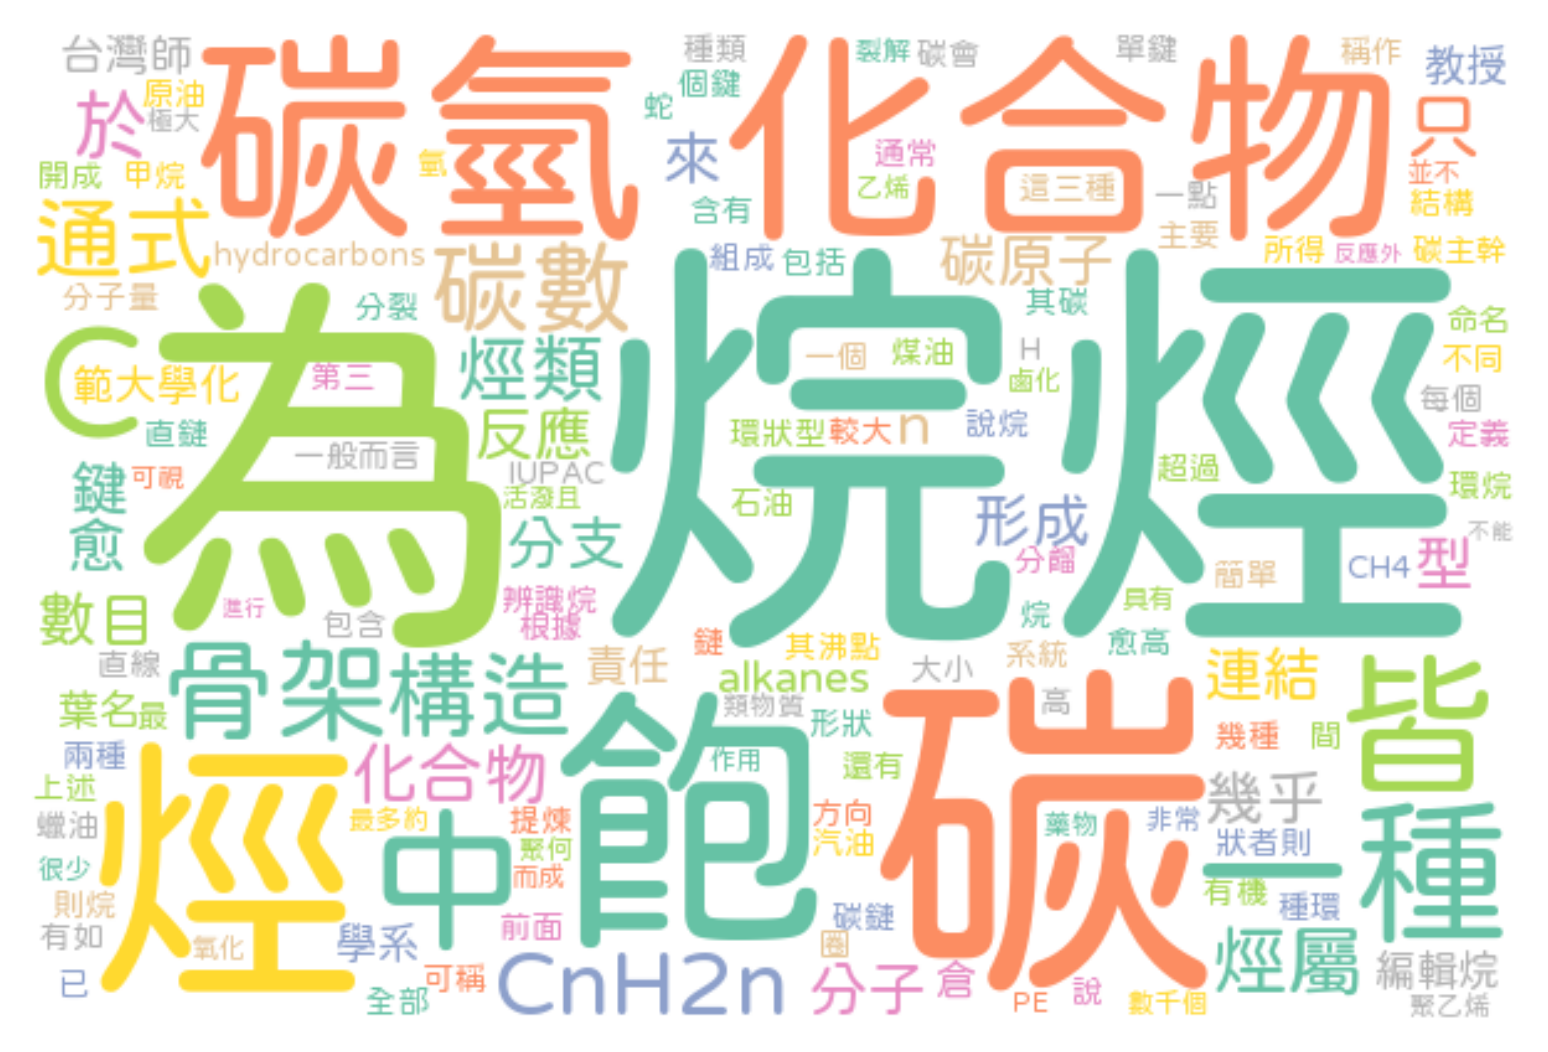 台灣師
碳氫化合物
種類
裂解
碳會
單鍵
稱作
教授
原油
極大
於
個鍵
蛇
來
通常
只
開成
甲烷
氫
乙烯
這三種
一點
並不
結構
通式
hydrocarbons
碳數
含有
組成
包括
碳原子
主要
所得
反應外
碳主幹
分子量
分裂
其碳
命名
C
為
烷烴
範大學化
第三
烴類
一個
煤油
H
鹵化
不同
每個
直鏈
反應
環狀型
較大
n
說烷
定義
一般而言
IUPAC
鍵
可視
活潑且
石油
超過
環烷
愈
分支
形成
不能
分餾
簡單
CH4
型
數目
進行
包含
辨識烷
根據
烷
具有
鏈
其沸點
愈高
直線
骨架構造
責任
alkanes
大小
系統
連結
皆
葉名
最
類物質
形狀
高
碳
幾種
間
兩種
烴
化合物
飽
作用
還有
幾乎
上述
蠟油
最多約
中
提煉
聚何
方向
汽油
藥物
非常
狀者則
一
種
很少
而成
有機
則烷
種環
有如
氧化
學系
前面
碳鏈
圈
烴屬
編輯烷
已
可稱
全部
CnH2n
分子
倉
PE
說
數千個
聚乙烯